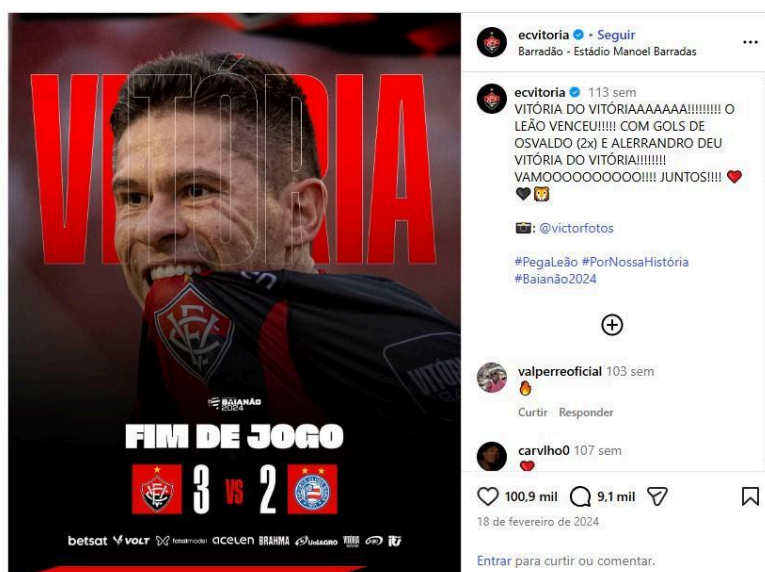 VITÓRIA
BAIANÃO
2024
FIM DE JOGO
3 VS 2
betsat VOLT fatalmodel acelen BRAHMA UNIAGRO
ecvitoria • Seguir
Barradão - Estádio Manoel Barradas
ecvitoria 113 sem
VITÓRIA DO VITÓRIAAAAAAA!!!!!!!!! O
LEÃO VENCEU!!!!! COM GOLS DE
OSVALDO (2x) E ALERRANDRO DEU
VITÓRIA DO VITÓRIA!!!!!!!!
VAMOOOOOOOOOO!!!! JUNTOS!!!! ❤️
🖤🦁
📸: @victorfotos
#PegaLeão #PorNossaHistória
#Baianão2024
valperreoficial 103 sem
🔥
Curtir Responder
carvlho0 107 sem
❤️
100,9 mil 9,1 mil
18 de fevereiro de 2024
Entrar para curtir ou comentar.